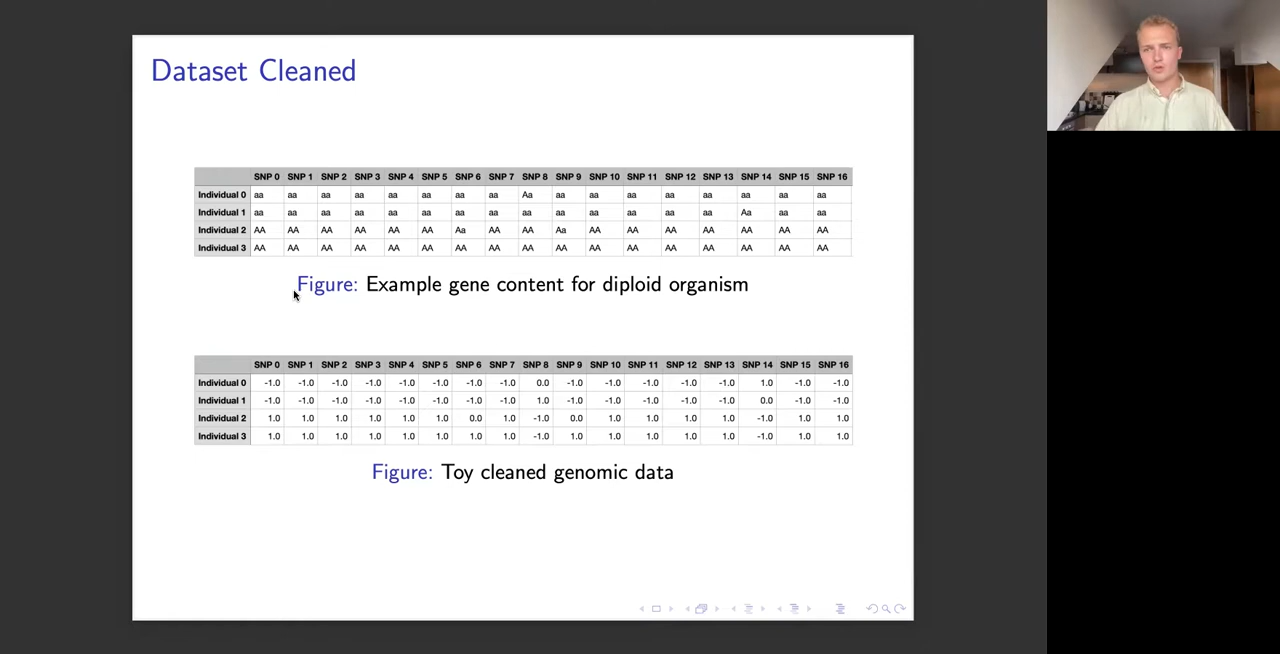 Dataset Cleaned
SNP 0 SNP 1 SNP 2 SNP 3 SNP 4 SNP 5 SNP 6 SNP 7 SNP 8 SNP 9 SNP 10 SNP 11 SNP 12 SNP 13 SNP 14 SNP 15 SNP 16
Individual 0 aa aa aa aa aa aa aa aa Aa aa aa aa aa aa aa aa aa
Individual 1 aa aa aa aa aa aa aa aa aa aa aa aa aa aa Aa aa aa
Individual 2 AA AA AA AA AA AA Aa AA AA Aa AA AA AA AA AA AA AA
Individual 3 AA AA AA AA AA AA AA AA AA AA AA AA AA AA AA AA AA
Figure: Example gene content for diploid organism
SNP 0 SNP 1 SNP 2 SNP 3 SNP 4 SNP 5 SNP 6 SNP 7 SNP 8 SNP 9 SNP 10 SNP 11 SNP 12 SNP 13 SNP 14 SNP 15 SNP 16
Individual 0 -1.0 -1.0 -1.0 -1.0 -1.0 -1.0 -1.0 -1.0 0.0 -1.0 -1.0 -1.0 -1.0 -1.0 1.0 -1.0 -1.0
Individual 1 -1.0 -1.0 -1.0 -1.0 -1.0 -1.0 -1.0 -1.0 1.0 -1.0 -1.0 -1.0 -1.0 -1.0 0.0 -1.0 -1.0
Individual 2 1.0 1.0 1.0 1.0 1.0 1.0 0.0 1.0 -1.0 0.0 1.0 1.0 1.0 1.0 -1.0 1.0 1.0
Individual 3 1.0 1.0 1.0 1.0 1.0 1.0 1.0 1.0 -1.0 1.0 1.0 1.0 1.0 1.0 -1.0 1.0 1.0
Figure: Toy cleaned genomic data